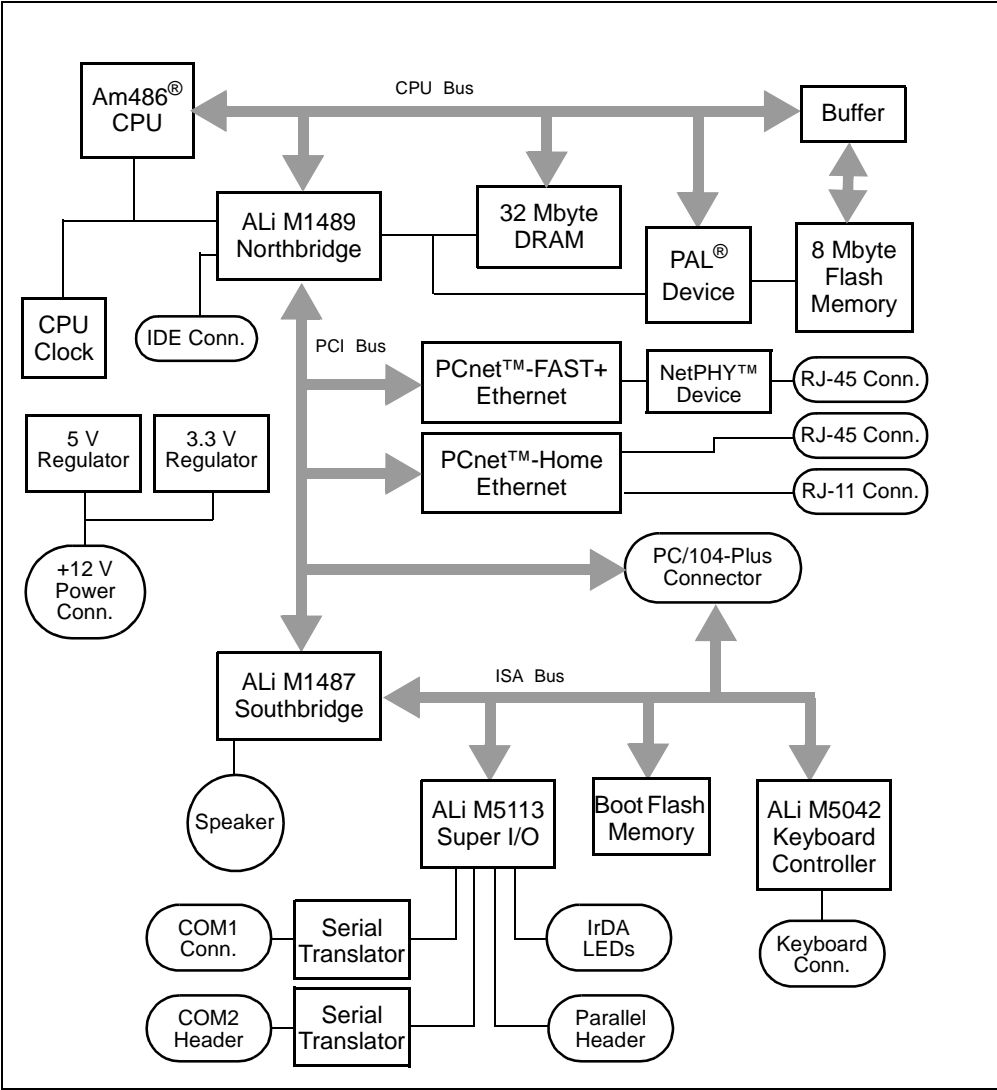 CPU Bus
Am486®
CPU
Buffer
ALi M1489
Northbridge
32 Mbyte
DRAM
PAL®
Device
8 Mbyte
Flash
Memory
CPU
Clock
IDE Conn.
PCI Bus
PCnet™-FAST+
Ethernet
NetPHY™
Device
RJ-45 Conn.
5 V
Regulator
3.3 V
Regulator
PCnet™-Home
Ethernet
RJ-45 Conn.
RJ-11 Conn.
+12 V
Power
Conn.
PC/104-Plus
Connector
ALi M1487
Southbridge
ISA Bus
Speaker
ALi M5113
Super I/O
Boot Flash
Memory
ALi M5042
Keyboard
Controller
COM1
Conn.
Serial
Translator
IrDA
LEDs
Keyboard
Conn.
COM2
Header
Serial
Translator
Parallel
Header